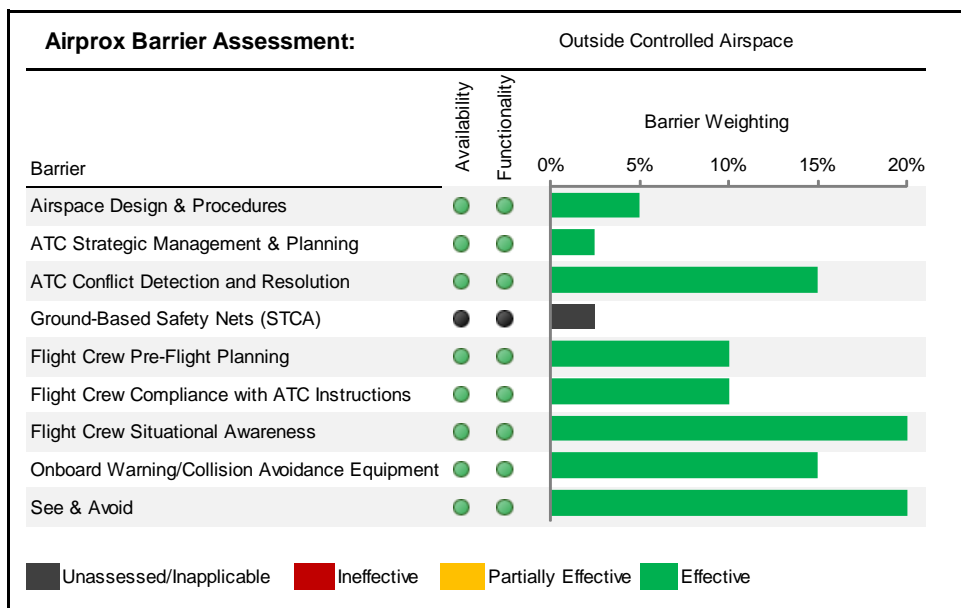 Airprox Barrier Assessment: Outside Controlled Airspace
Availability
Functionality
Barrier Weighting
Barrier
0% 5% 10% 15% 20%
Airspace Design & Procedures
ATC Strategic Management & Planning
ATC Conflict Detection and Resolution
Ground-Based Safety Nets (STCA)
Flight Crew Pre-Flight Planning
Flight Crew Compliance with ATC Instructions
Flight Crew Situational Awareness
Onboard Warning/Collision Avoidance Equipment
See & Avoid
Unassessed/Inapplicable Ineffective Partially Effective Effective